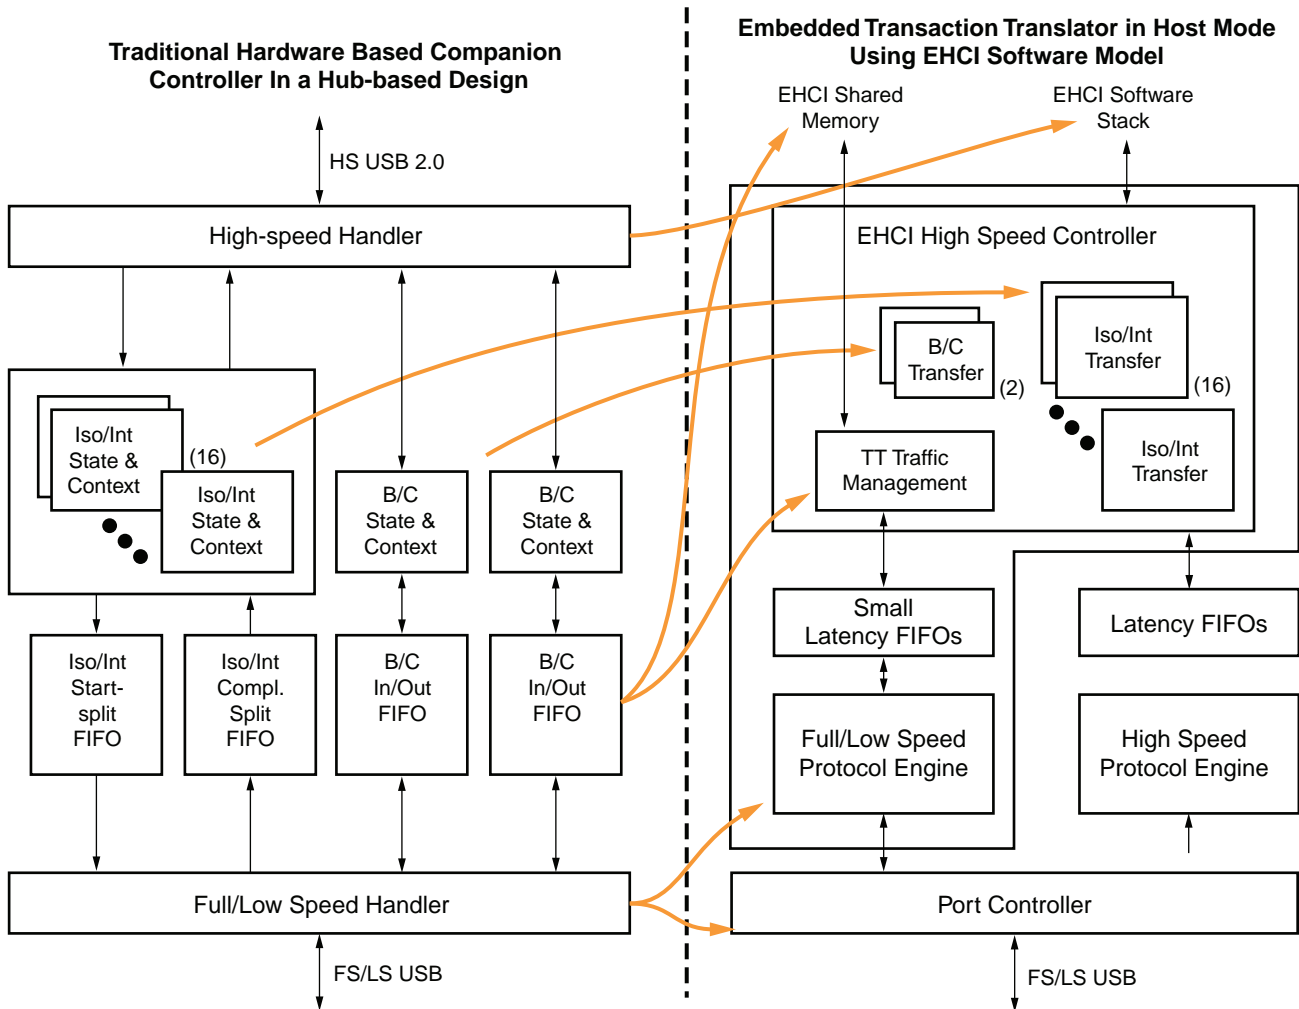 Traditional Hardware Based Companion
Controller In a Hub-based Design
HS USB 2.0
High-speed Handler
Iso/Int
State &
Context
(16)
Iso/Int
State &
Context
B/C
State &
Context
B/C
State &
Context
Iso/Int
Start-
split
FIFO
Iso/Int
Compl.
Split
FIFO
B/C
In/Out
FIFO
B/C
In/Out
FIFO
Full/Low Speed Handler
FS/LS USB
Embedded Transaction Translator in Host Mode
Using EHCI Software Model
EHCI Shared
Memory
EHCI Software
Stack
EHCI High Speed Controller
B/C
Transfer
(2)
Iso/Int
Transfer
(16)
Iso/Int
Transfer
TT Traffic
Management
Small
Latency FIFOs
Latency FIFOs
Full/Low Speed
Protocol Engine
High Speed
Protocol Engine
Port Controller
FS/LS USB